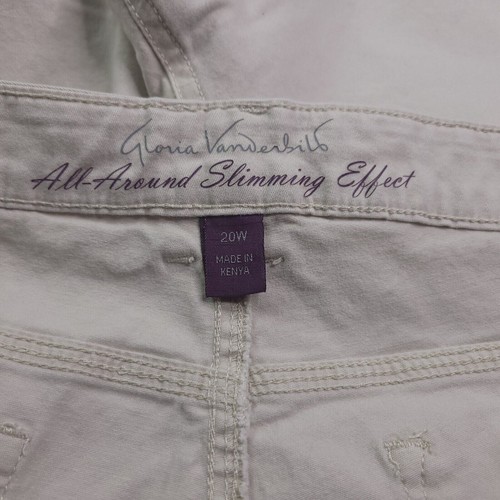 Gloria Vanderbilt
All-Around Slimming Effect
20W
MADE IN
KENYA